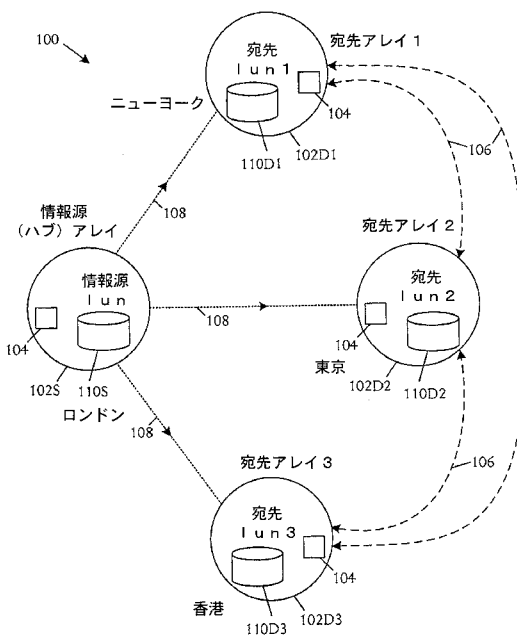 100
宛先
lun1
宛先アレイ1
ニューヨーク
104
110D1
102D1
106
情報源
(ハブ)アレイ
108
宛先アレイ2
情報源
lun
宛先
lun2
108
104
104
102S
110S
ロンドン
東京
102D2
110D2
108
宛先アレイ3
106
宛先
lun3
104
香港
110D3
102D3